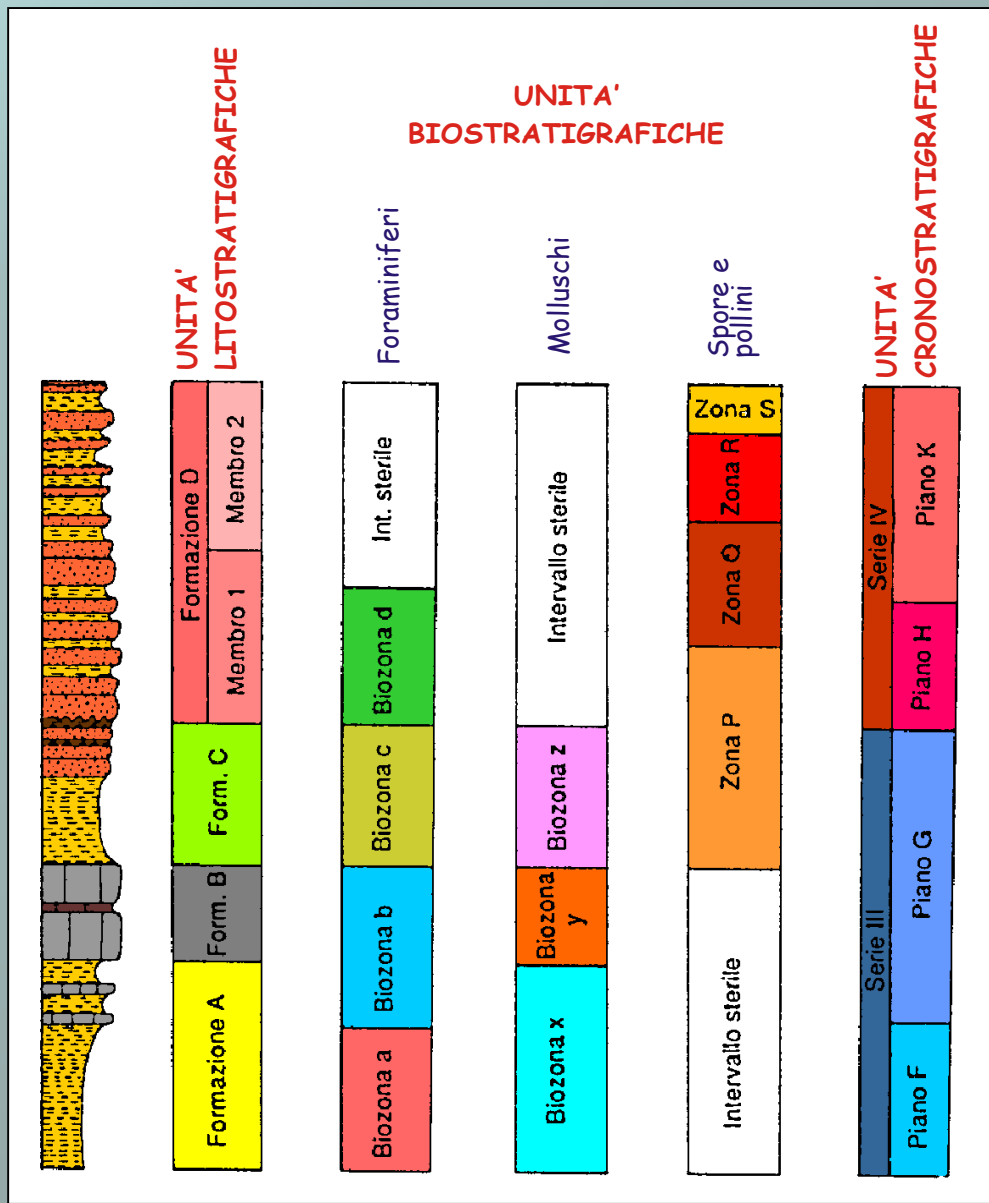 UNITA'
LITOSTRATIGRAFICHE
UNITA'
BIOSTRATIGRAFICHE
UNITA'
CRONOSTRATIGRAFICHE
Foraminiferi
Molluschi
Spore e
pollini
Formazione D
Membro 2
Membro 1
Form. C
Form. B
Formazione A
Int. sterile
Biozona d
Biozona c
Biozona b
Biozona a
Intervallo sterile
Biozona z
Biozona
y
Biozona x
Zona S
Zona R
Zona Q
Zona P
Intervallo sterile
Serie IV
Serie III
Piano K
Piano H
Piano G
Piano F